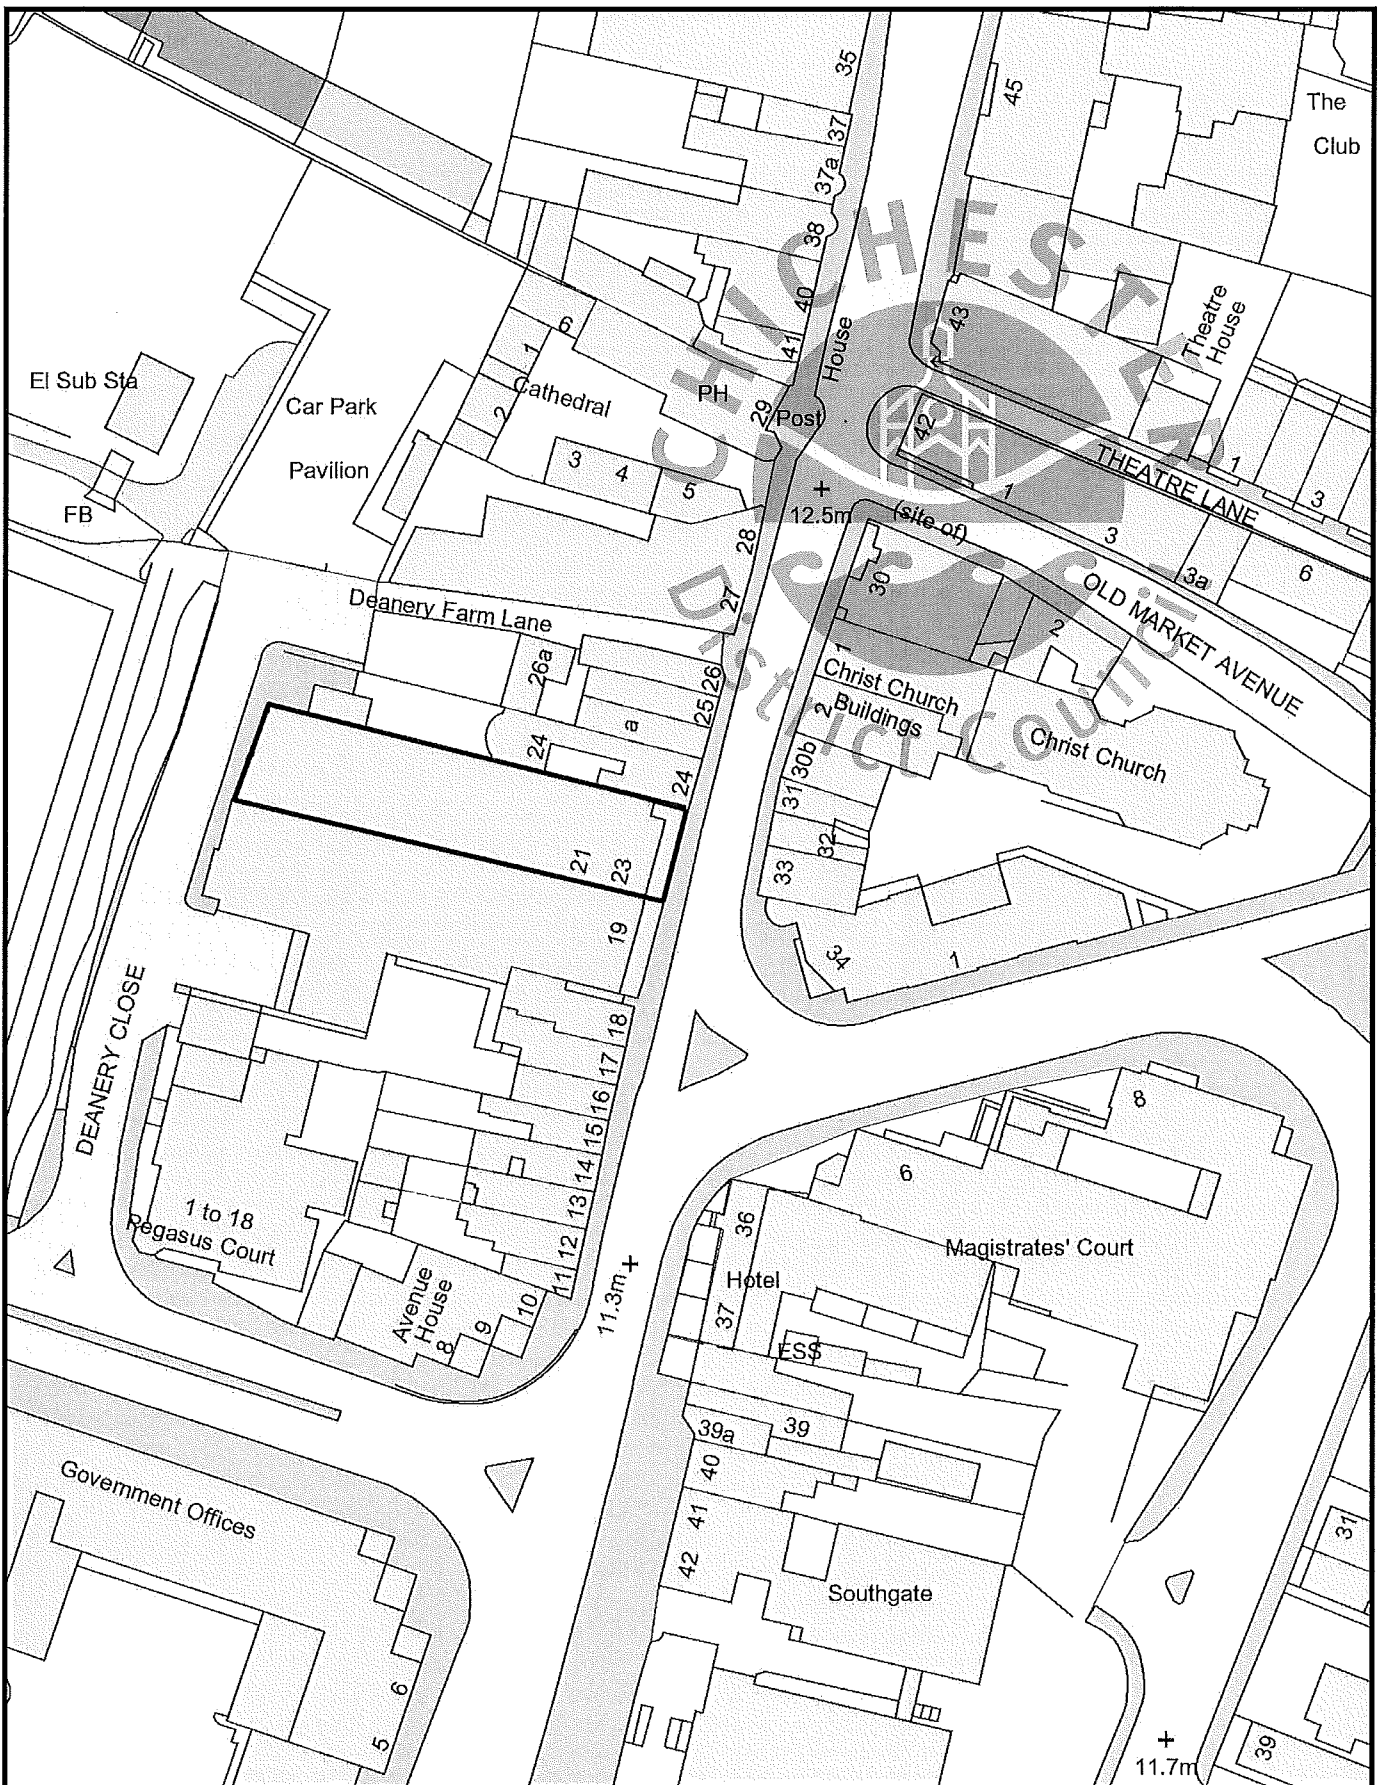 35
45
The
Club
37
37a
38
40
41
House
43
Theatre
House
CHICHESTER
District Council
El Sub Sta
Car Park
Pavilion
FB
6
1
2
Cathedral
PH
29
Post
3
4
5
42
1
THEATRE LANE
1
3
12.5m
(site of)
3
3a
6
OLD MARKET AVENUE
28
27
Deanery Farm Lane
30
2
1
Christ Church
Buildings
2
Christ Church
26a
26
25
a
24
24
30b
31
32
33
21
23
19
34
1
DEANERY CLOSE
18
17
16
15
14
13
12
11
8
6
1 to 18
Pegasus Court
36
Magistrates' Court
Hotel
37
ESS
11.3m
Avenue
House
8
9
10
39a
39
40
41
42
Government Offices
Southgate
31
6
5
39
11.7m